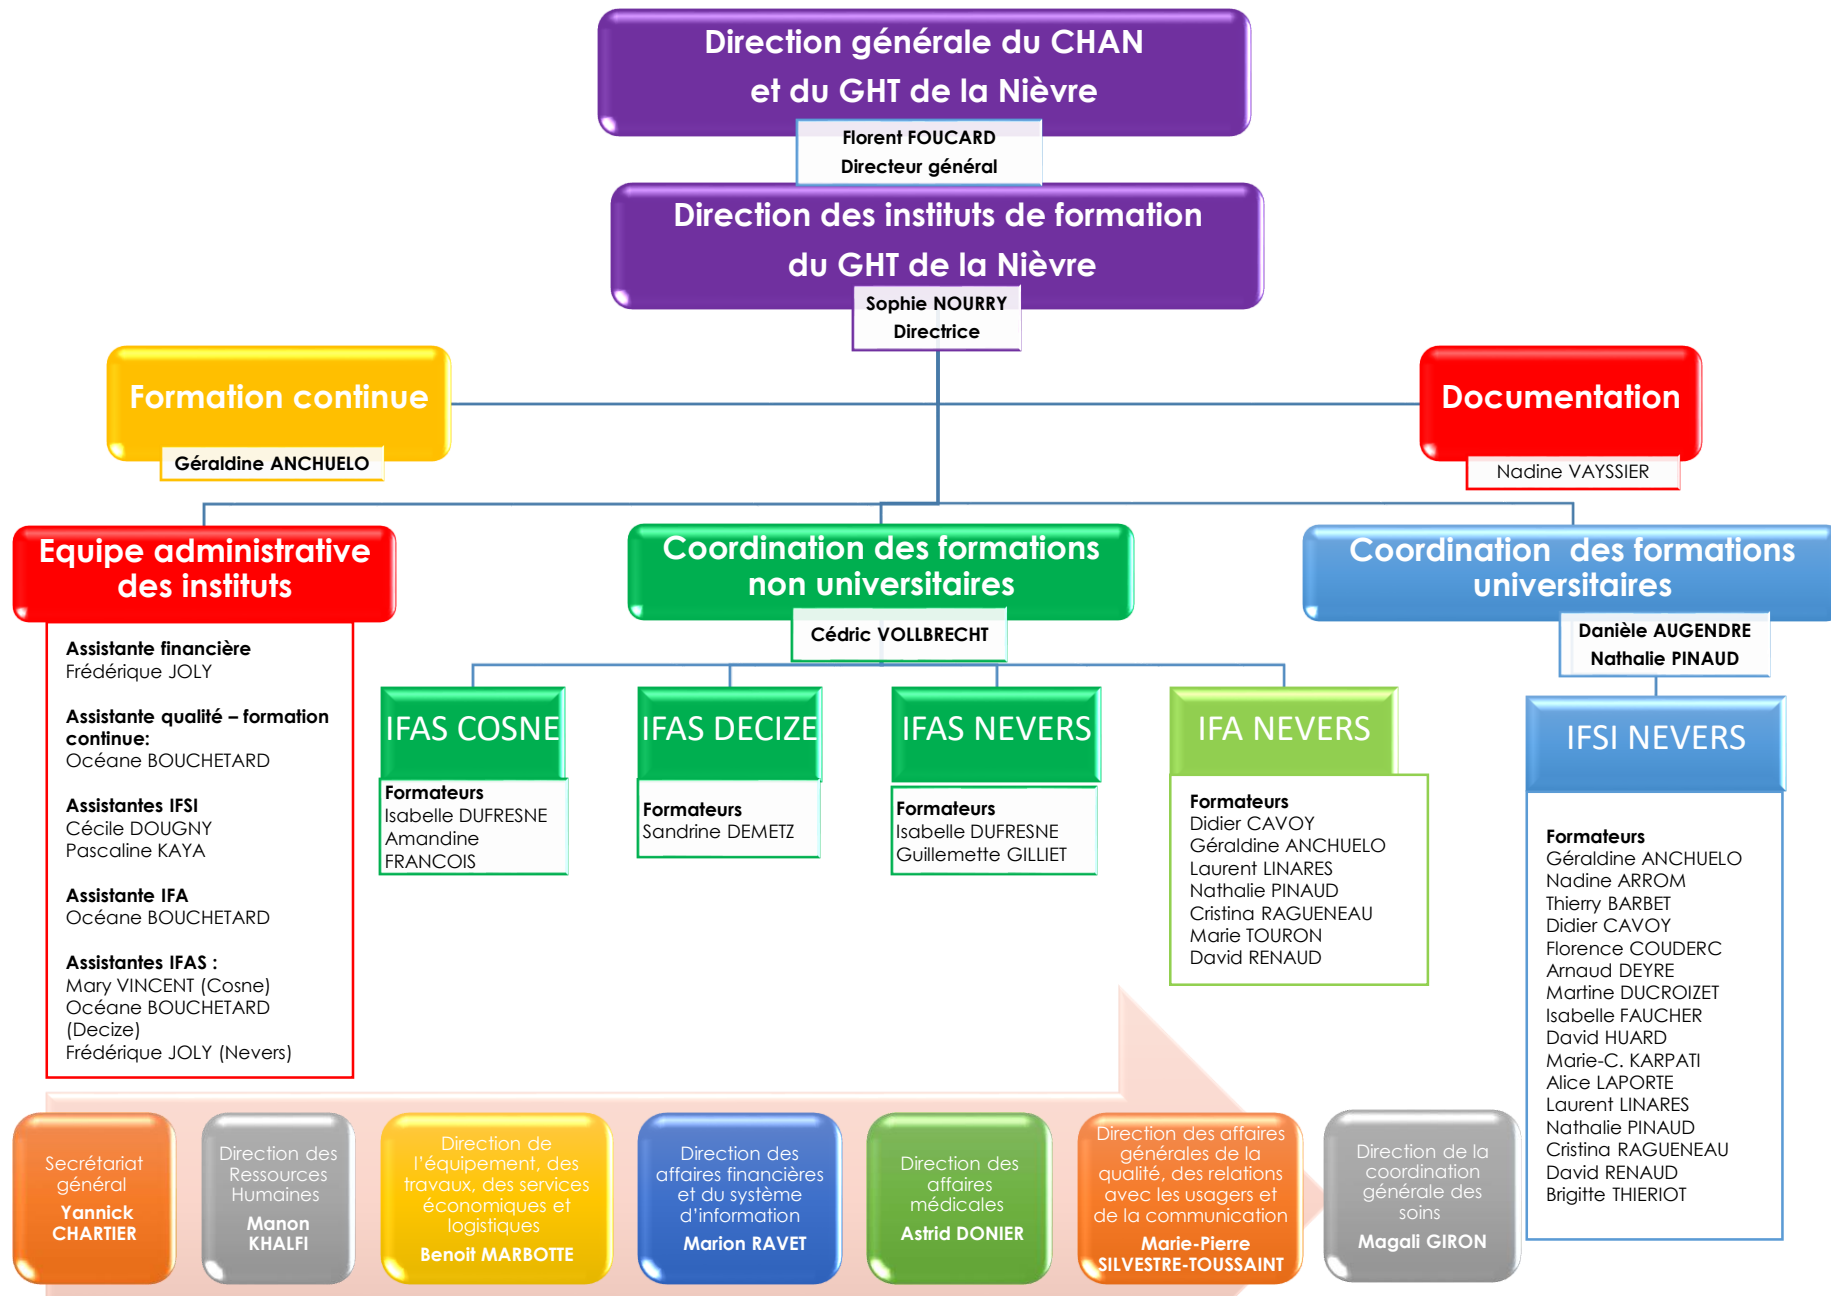 Direction générale du CHAN
et du GHT de la Nièvre
Florent FOUCARD
Directeur général
Direction des instituts de formation
du GHT de la Nièvre
Sophie NOURRY
Directrice
Formation continue
Géraldine ANCHUELO
Documentation
Nadine VAYSSIER
Equipe administrative
des instituts
Assistante financière
Frédérique JOLY
Assistante qualité – formation
continue:
Océane BOUCHETARD
Assistantes IFSI
Cécile DOUGNY
Pascaline KAYA
Assistante IFA
Océane BOUCHETARD
Assistantes IFAS :
Mary VINCENT (Cosne)
Océane BOUCHETARD
(Decize)
Frédérique JOLY (Nevers)
Coordination des formations
non universitaires
Cédric VOLLBRECHT
IFAS COSNE
Formateurs
Isabelle DUFRESNE
Amandine
FRANCOIS
IFAS DECIZE
Formateurs
Sandrine DEMETZ
IFAS NEVERS
Formateurs
Isabelle DUFRESNE
Guillemette GILLIET
IFA NEVERS
Formateurs
Didier CAVOY
Géraldine ANCHUELO
Laurent LINARES
Nathalie PINAUD
Cristina RAGUENEAU
Marie TOURON
David RENAUD
Coordination  des formations
universitaires
Danièle AUGENDRE
Nathalie PINAUD
IFSI NEVERS
Formateurs
Géraldine ANCHUELO
Nadine ARROM
Thierry BARBET
Didier CAVOY
Florence COUDERC
Arnaud DEYRE
Martine DUCROIZET
Isabelle FAUCHER
David HUARD
Marie-C. KARPATI
Alice LAPORTE
Laurent LINARES
Nathalie PINAUD
Cristina RAGUENEAU
David RENAUD
Brigitte THIERIOT
Secrétariat
général
Yannick
CHARTIER
Direction des
Ressources
Humaines
Manon
KHALFI
Direction de
l'équipement, des
travaux, des services
économiques et
logistiques
Benoit MARBOTTE
Direction des
affaires financières
et du système
d'information
Marion RAVET
Direction des
affaires
médicales
Astrid DONIER
Direction des affaires
générales de la
qualité, des relations
avec les usagers et
de la communication
Marie-Pierre
SILVESTRE-TOUSSAINT
Direction de la
coordination
générale des
soins
Magali GIRON